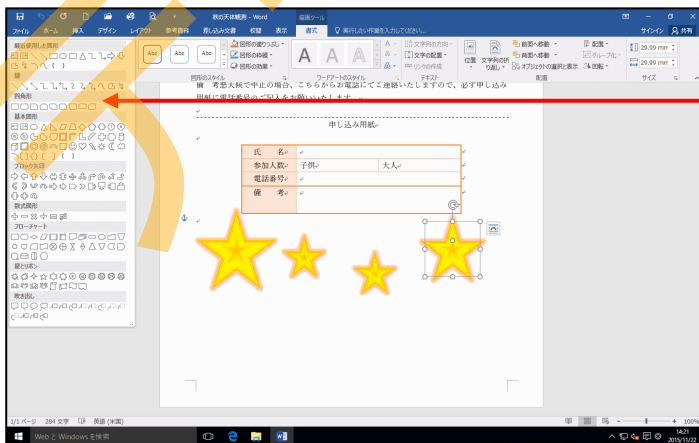 秋の天体観測 - Word
描画ツール
ファイル ホーム 挿入 デザイン レイアウト 参考資料 差し込み文書 校閲 表示 書式 実行したい作業を入力してください... サインイン 共有
最近使用した図形
線
四角形
基本図形
ブロック矢印
数式図形
フローチャート
星とリボン
吹き出し
Abc Abc Abc
図形の塗りつぶし
図形の枠線
図形の効果
図形のスタイル
A A A
ワードアートのスタイル
文字列の方向
文字の配置
リンクの作成
テキスト
位置 文字列の折り返し
前面へ移動
背面へ移動
オブジェクトの選択と表示
配置
グループ化
回転
配置
29.99 mm
29.99 mm
サイズ
備 考悪天候で中止の場合、こちらからお電話にてご連絡いたしますので、必ず申し込み
用紙に電話番号のご記入をお願いいたします。
申し込み用紙
氏 名
参加人数 子供 大人
電話番号
備 考
1/1 ページ 284 文字 英語 (米国)
100%
Web と Windows を検索
14:21
2015/11/22